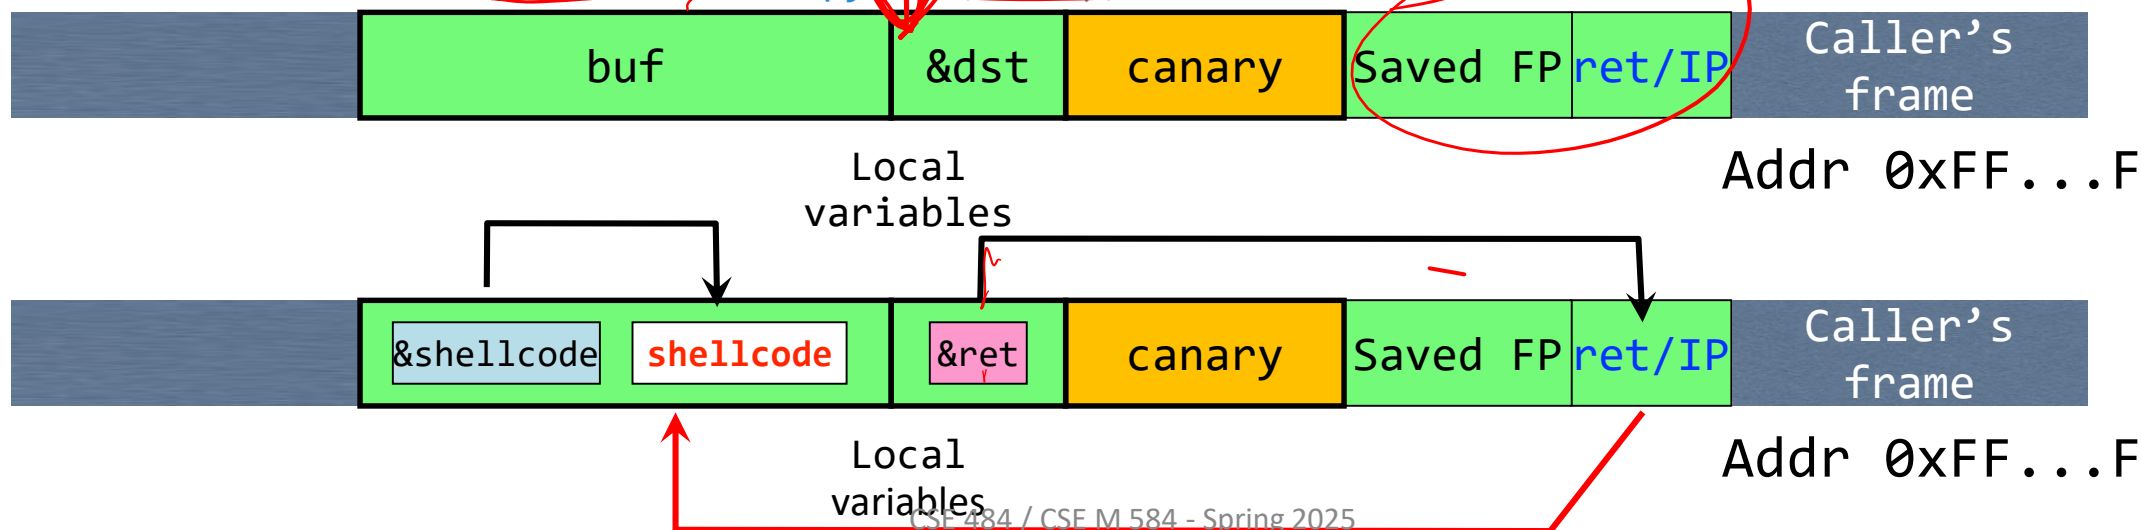 buf &dst canary Saved FP ret/IP Caller’s
frame
Local
variables
Addr 0xFF...F
&shellcode shellcode &ret canary Saved FP ret/IP Caller’s
frame
Local
variables
Addr 0xFF...F
CSE 484 / CSE M 584 - Spring 2025